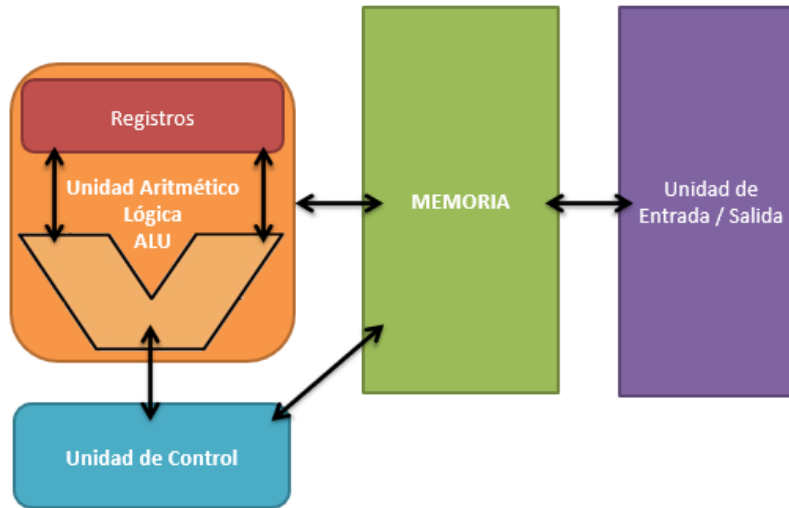 Registros
Unidad Aritmético
Lógica
ALU
MEMORIA
Unidad de
Entrada / Salida
Unidad de Control